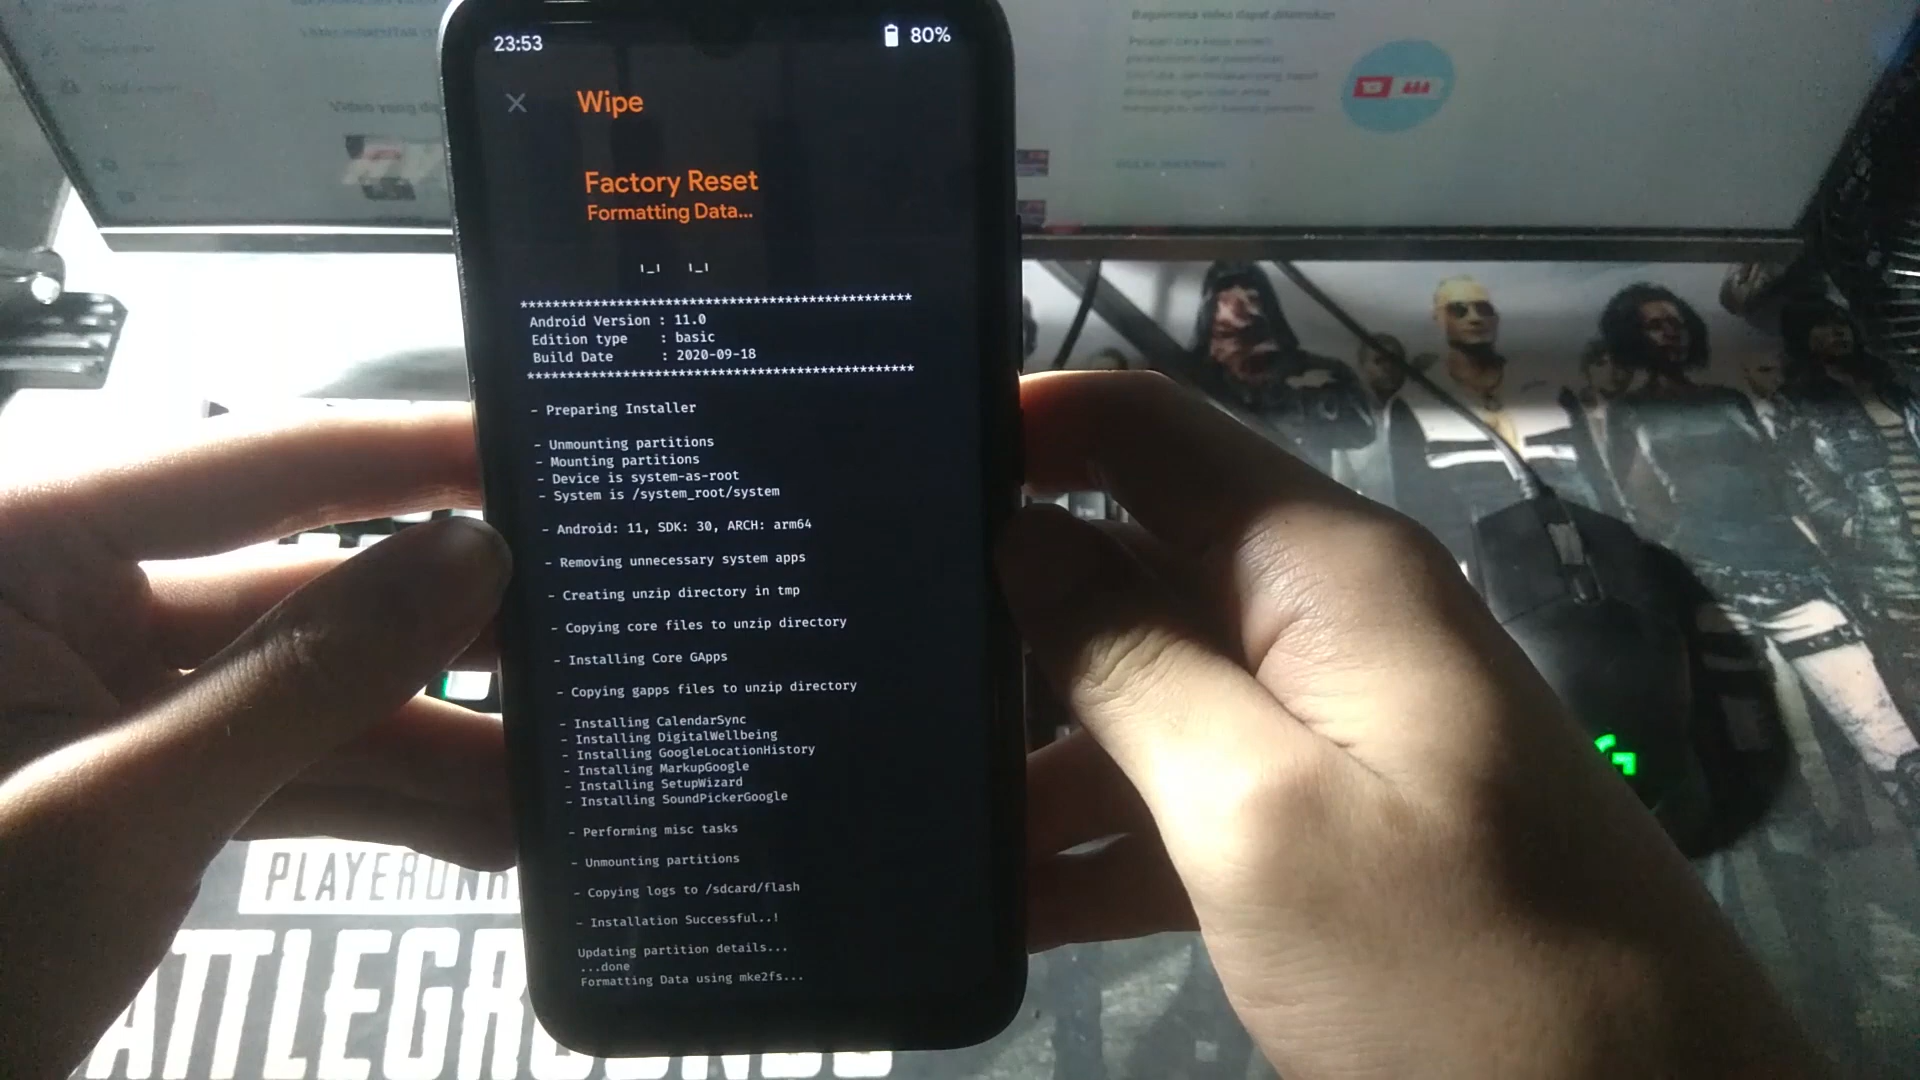 23:53
80%
Wipe
Factory Reset
Formatting Data...
*************************************************
Android Version : 11.0
Edition type : basic
Build Date : 2020-09-18
*************************************************
- Preparing Installer
- Unmounting partitions
- Mounting partitions
- Device is system-as-root
- System is /system_root/system
- Android: 11, SDK: 30, ARCH: arm64
- Removing unnecessary system apps
- Creating unzip directory in tmp
- Copying core files to unzip directory
- Installing Core GApps
- Copying gapps files to unzip directory
- Installing CalendarSync
- Installing DigitalWellbeing
- Installing GoogleLocationHistory
- Installing MarkupGoogle
- Installing SetupWizard
- Installing SoundPickerGoogle
- Performing misc tasks
- Unmounting partitions
- Copying logs to /sdcard/flash
- Installation Successful..!
Updating partition details...
...done
Formatting Data using mke2fs...